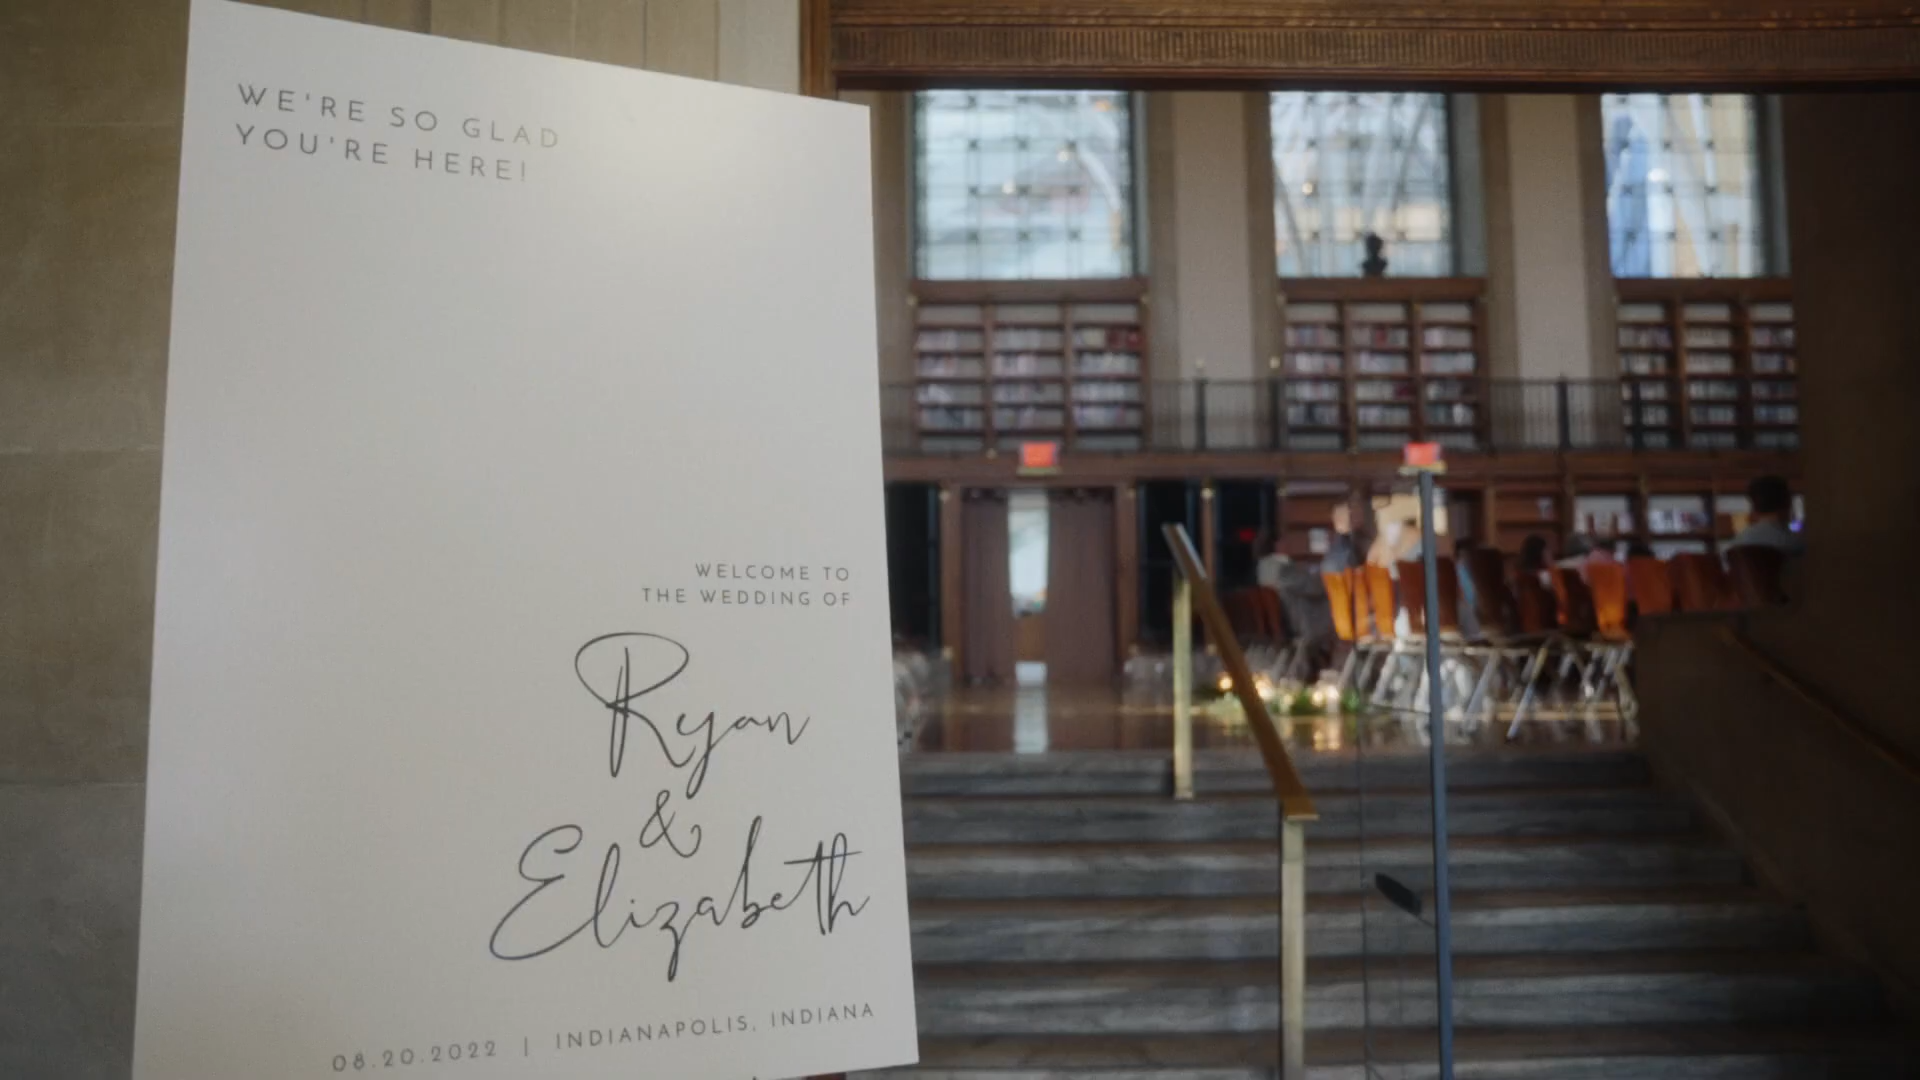 WE'RE SO GLAD
YOU'RE HERE!
WELCOME TO
THE WEDDING OF
Ryan
&
Elizabeth
08.20.2022 | INDIANAPOLIS, INDIANA